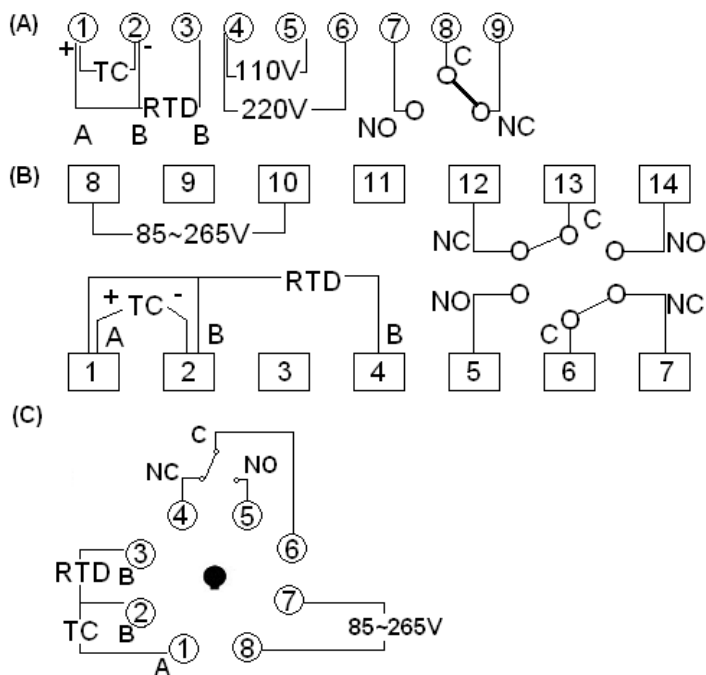 (A) 1 2 3 4 5 6 7 8 9
+ TC - 110V C
RTD 220V NO NC
A B B
(B) 8 9 10 11 12 13 14
85~265V NC C NO
RTD
+ TC - NO NC
A B B C
1 2 3 4 5 6 7
(C)
C
NC NO
4 5
6
3
RTD B
7
2
TC B 85~265V
1 8
A